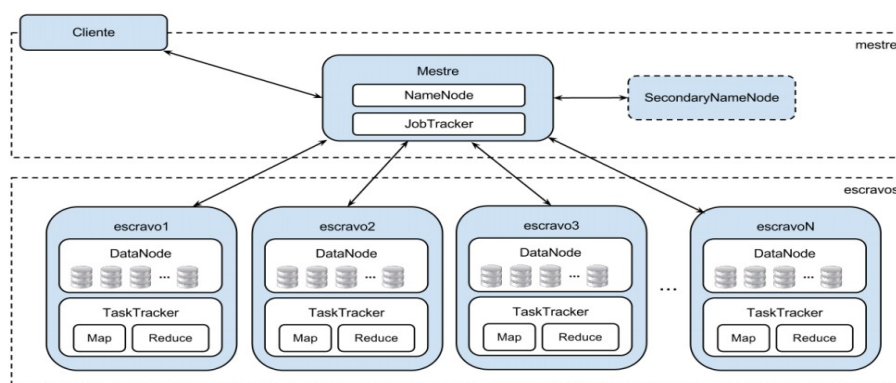 Cliente
mestre
Mestre
NameNode
JobTracker
SecondaryNameNode
escravos
escravo1
DataNode
...
TaskTracker
Map
Reduce
escravo2
DataNode
...
TaskTracker
Map
Reduce
escravo3
DataNode
...
TaskTracker
Map
Reduce
...
escravoN
DataNode
...
TaskTracker
Map
Reduce